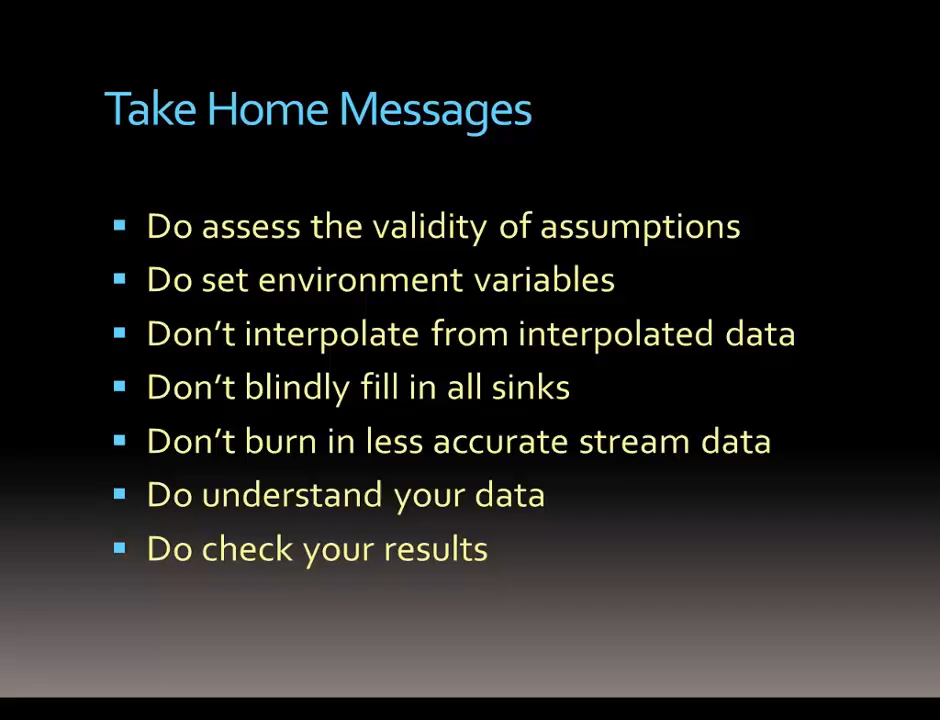 Take Home Messages
Do assess the validity of assumptions
Do set environment variables
Don’t interpolate from interpolated data
Don’t blindly fill in all sinks
Don’t burn in less accurate stream data
Do understand your data
Do check your results